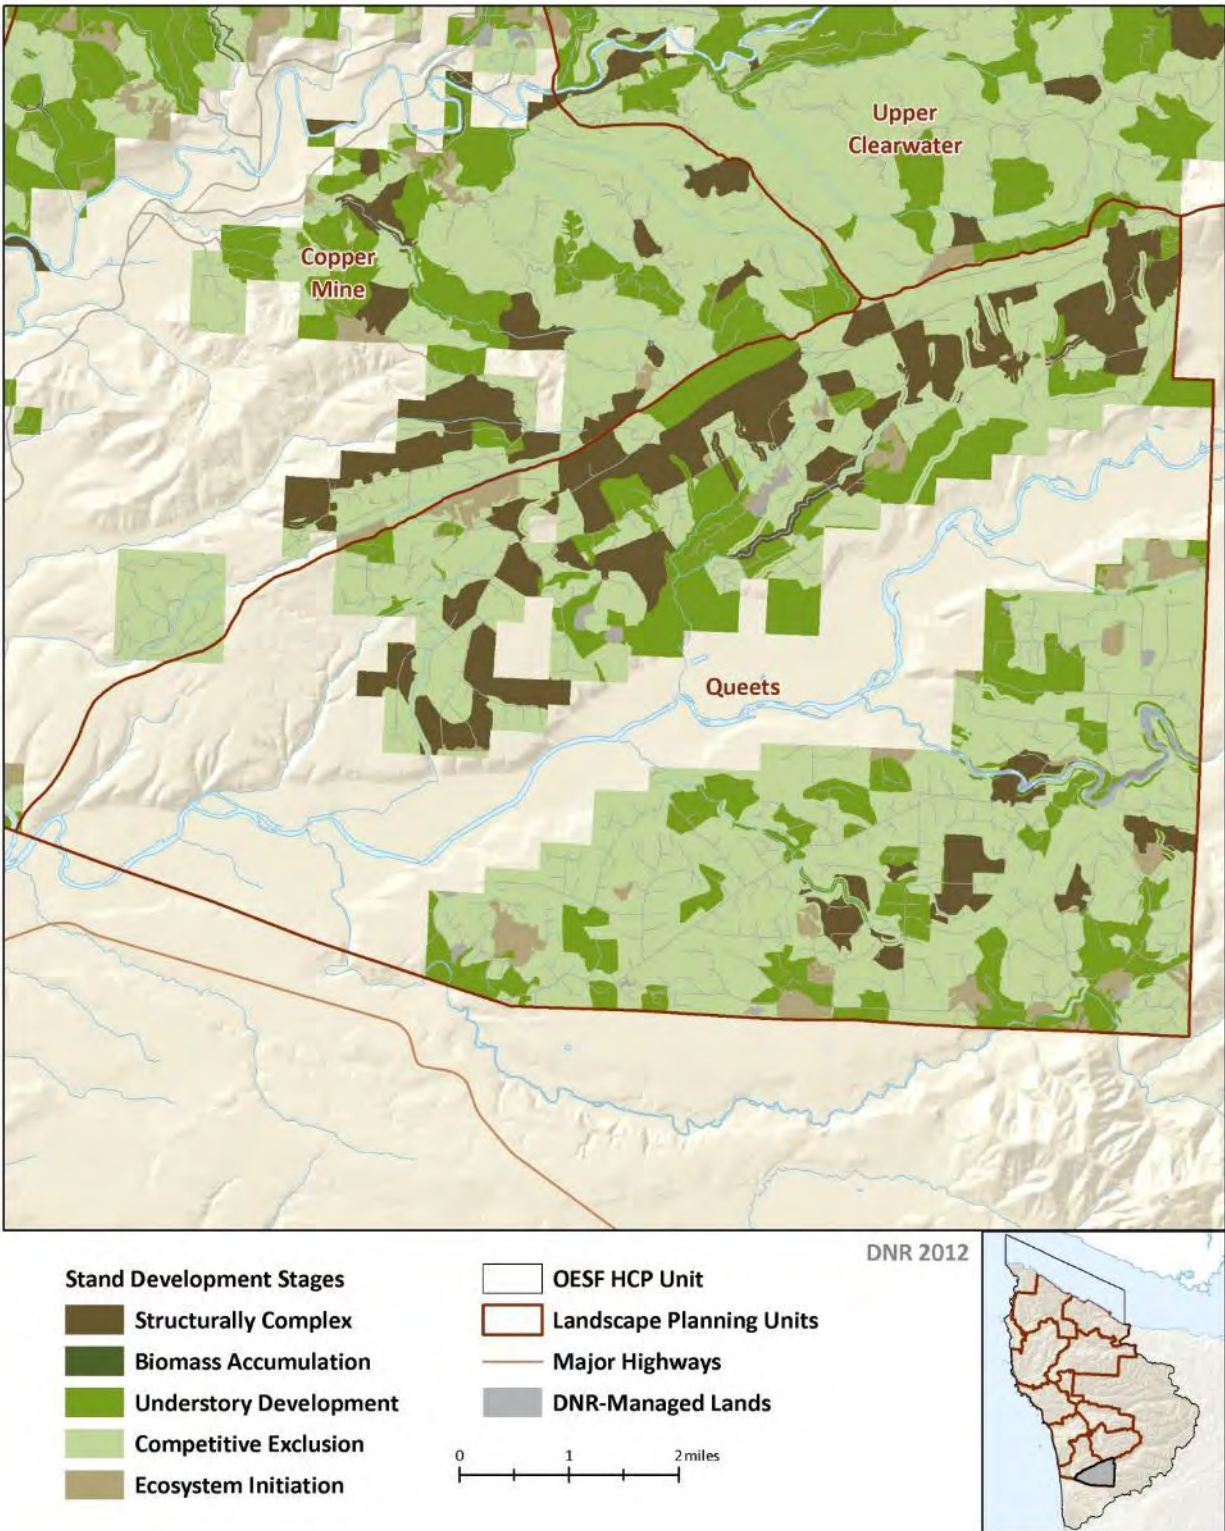 Upper
Clearwater
Copper
Mine
Queets
DNR 2012
Stand Development Stages
Structurally Complex
Biomass Accumulation
Understory Development
Competitive Exclusion
Ecosystem Initiation
OESF HCP Unit
Landscape Planning Units
Major Highways
DNR-Managed Lands
0 1 2 miles